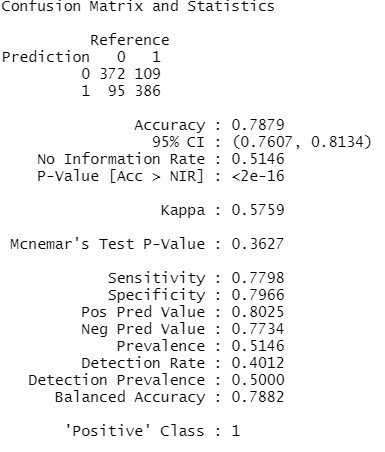 Confusion Matrix and Statistics
Reference
Prediction 0 1
0 372 109
1 95 386
Accuracy : 0.7879
95% CI : (0.7607, 0.8134)
No Information Rate : 0.5146
P-Value [Acc > NIR] : <2e-16
Kappa : 0.5759
Mcnemar's Test P-Value : 0.3627
Sensitivity : 0.7798
Specificity : 0.7966
Pos Pred Value : 0.8025
Neg Pred Value : 0.7734
Prevalence : 0.5146
Detection Rate : 0.4012
Detection Prevalence : 0.5000
Balanced Accuracy : 0.7882
'Positive' Class : 1